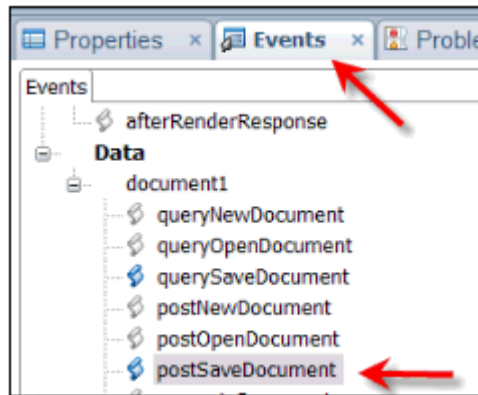 Properties Events Proble
Events
afterRenderResponse
Data
document1
queryNewDocument
queryOpenDocument
querySaveDocument
postNewDocument
postOpenDocument
postSaveDocument